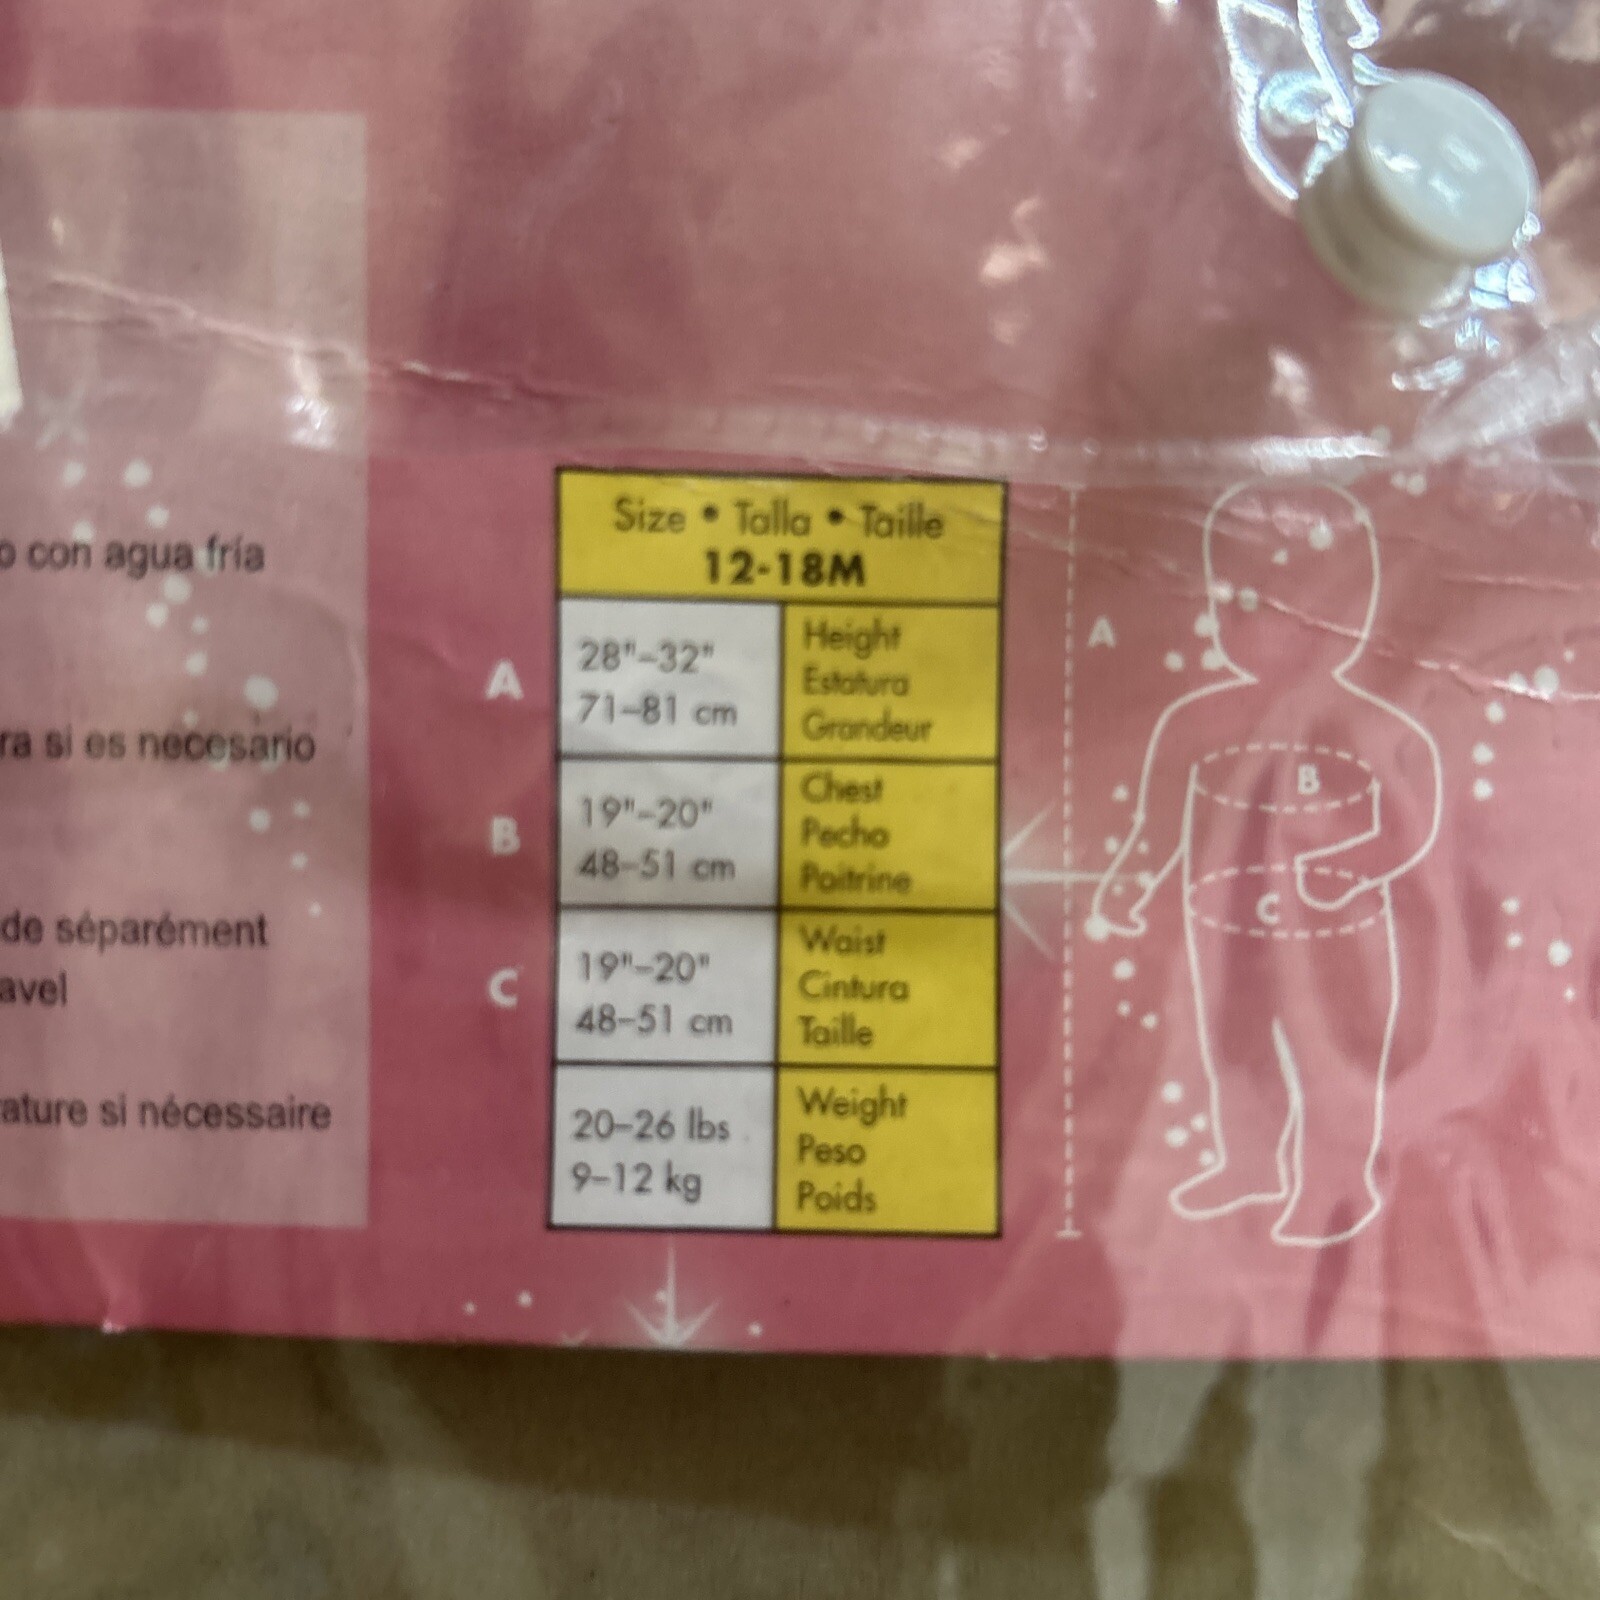 o con agua fría
ra si es necesario
de séparément
avel
rature si nécessaire
Size • Talla • Taille
12-18M
A
28"–32"
71–81 cm
Height
Estatura
Grandeur
B
19"–20"
48–51 cm
Chest
Pecho
Poitrine
C
19"–20"
48–51 cm
Waist
Cintura
Taille
20–26 lbs
9–12 kg
Weight
Peso
Poids
A
B
C